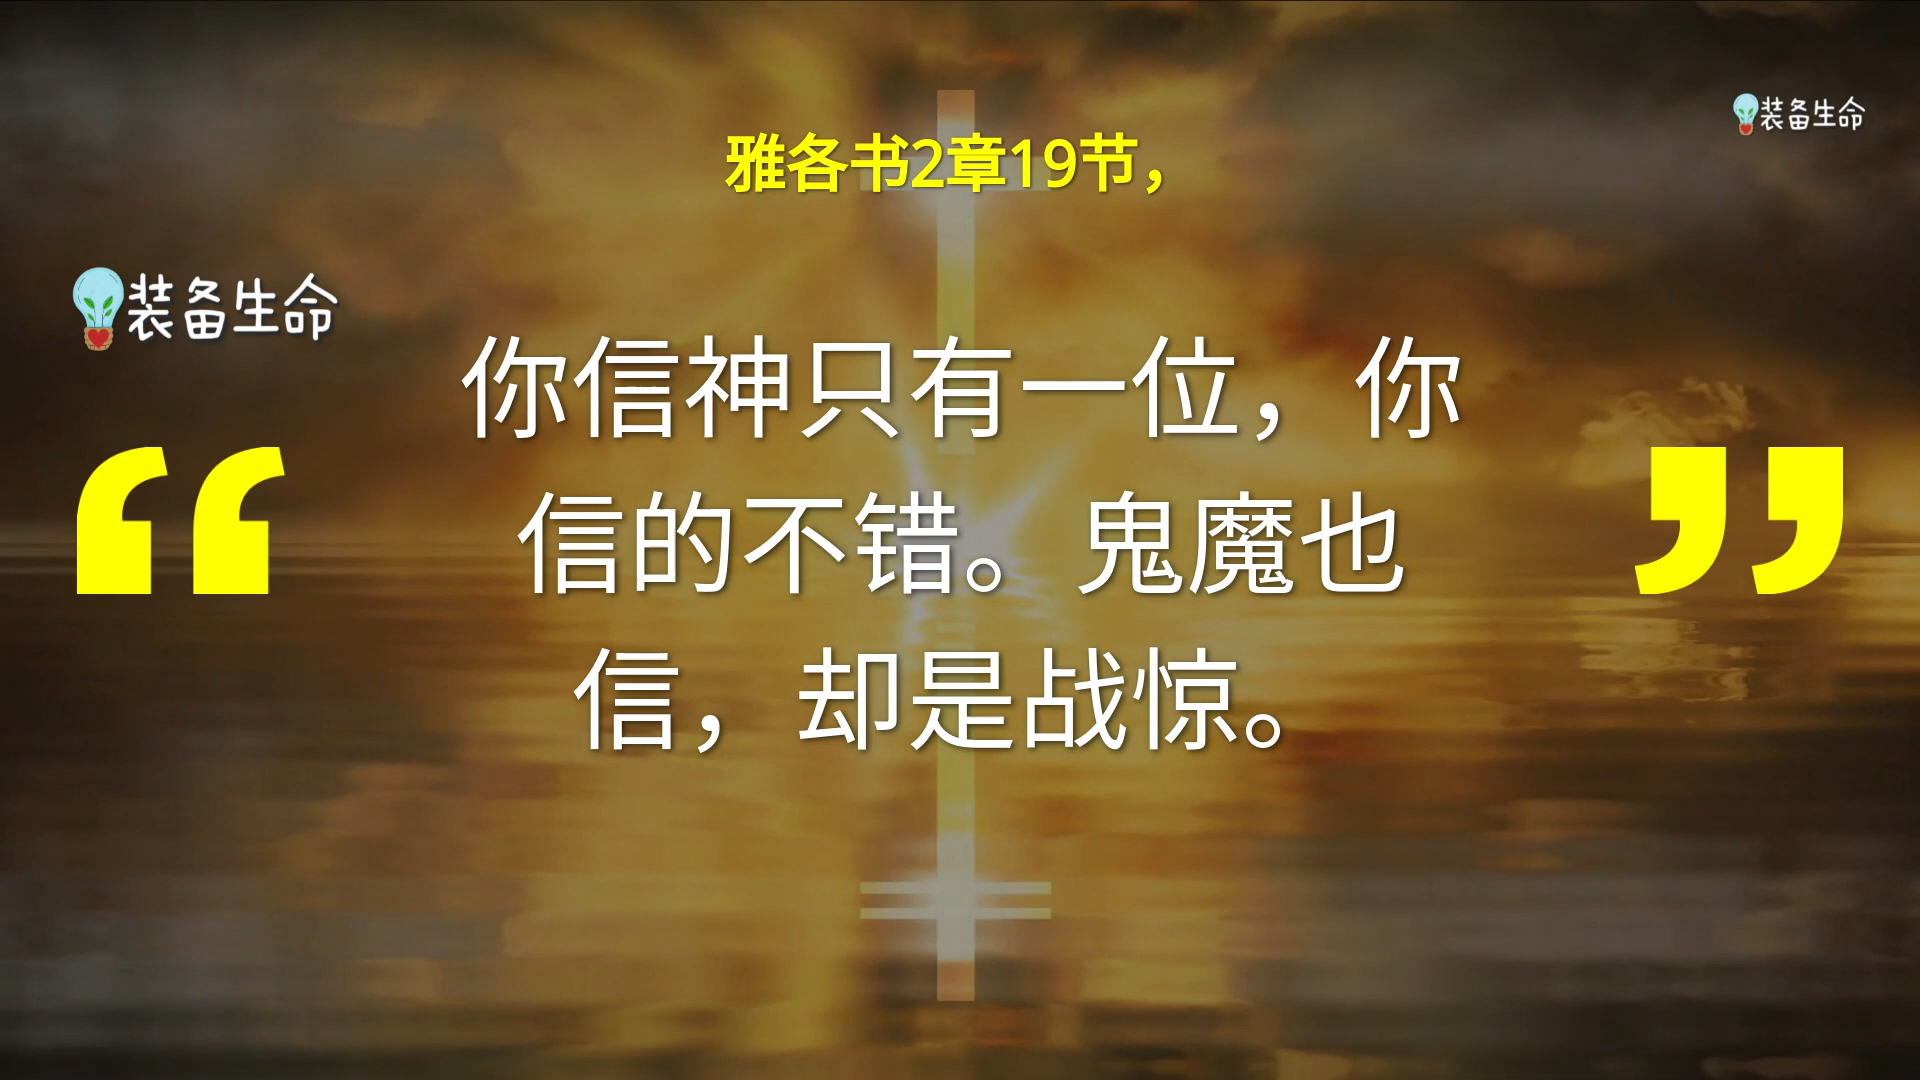 装备生命
雅各书2章19节，
装备生命
“
你信神只有一位，你
信的不错。鬼魔也
信，却是战惊。
”